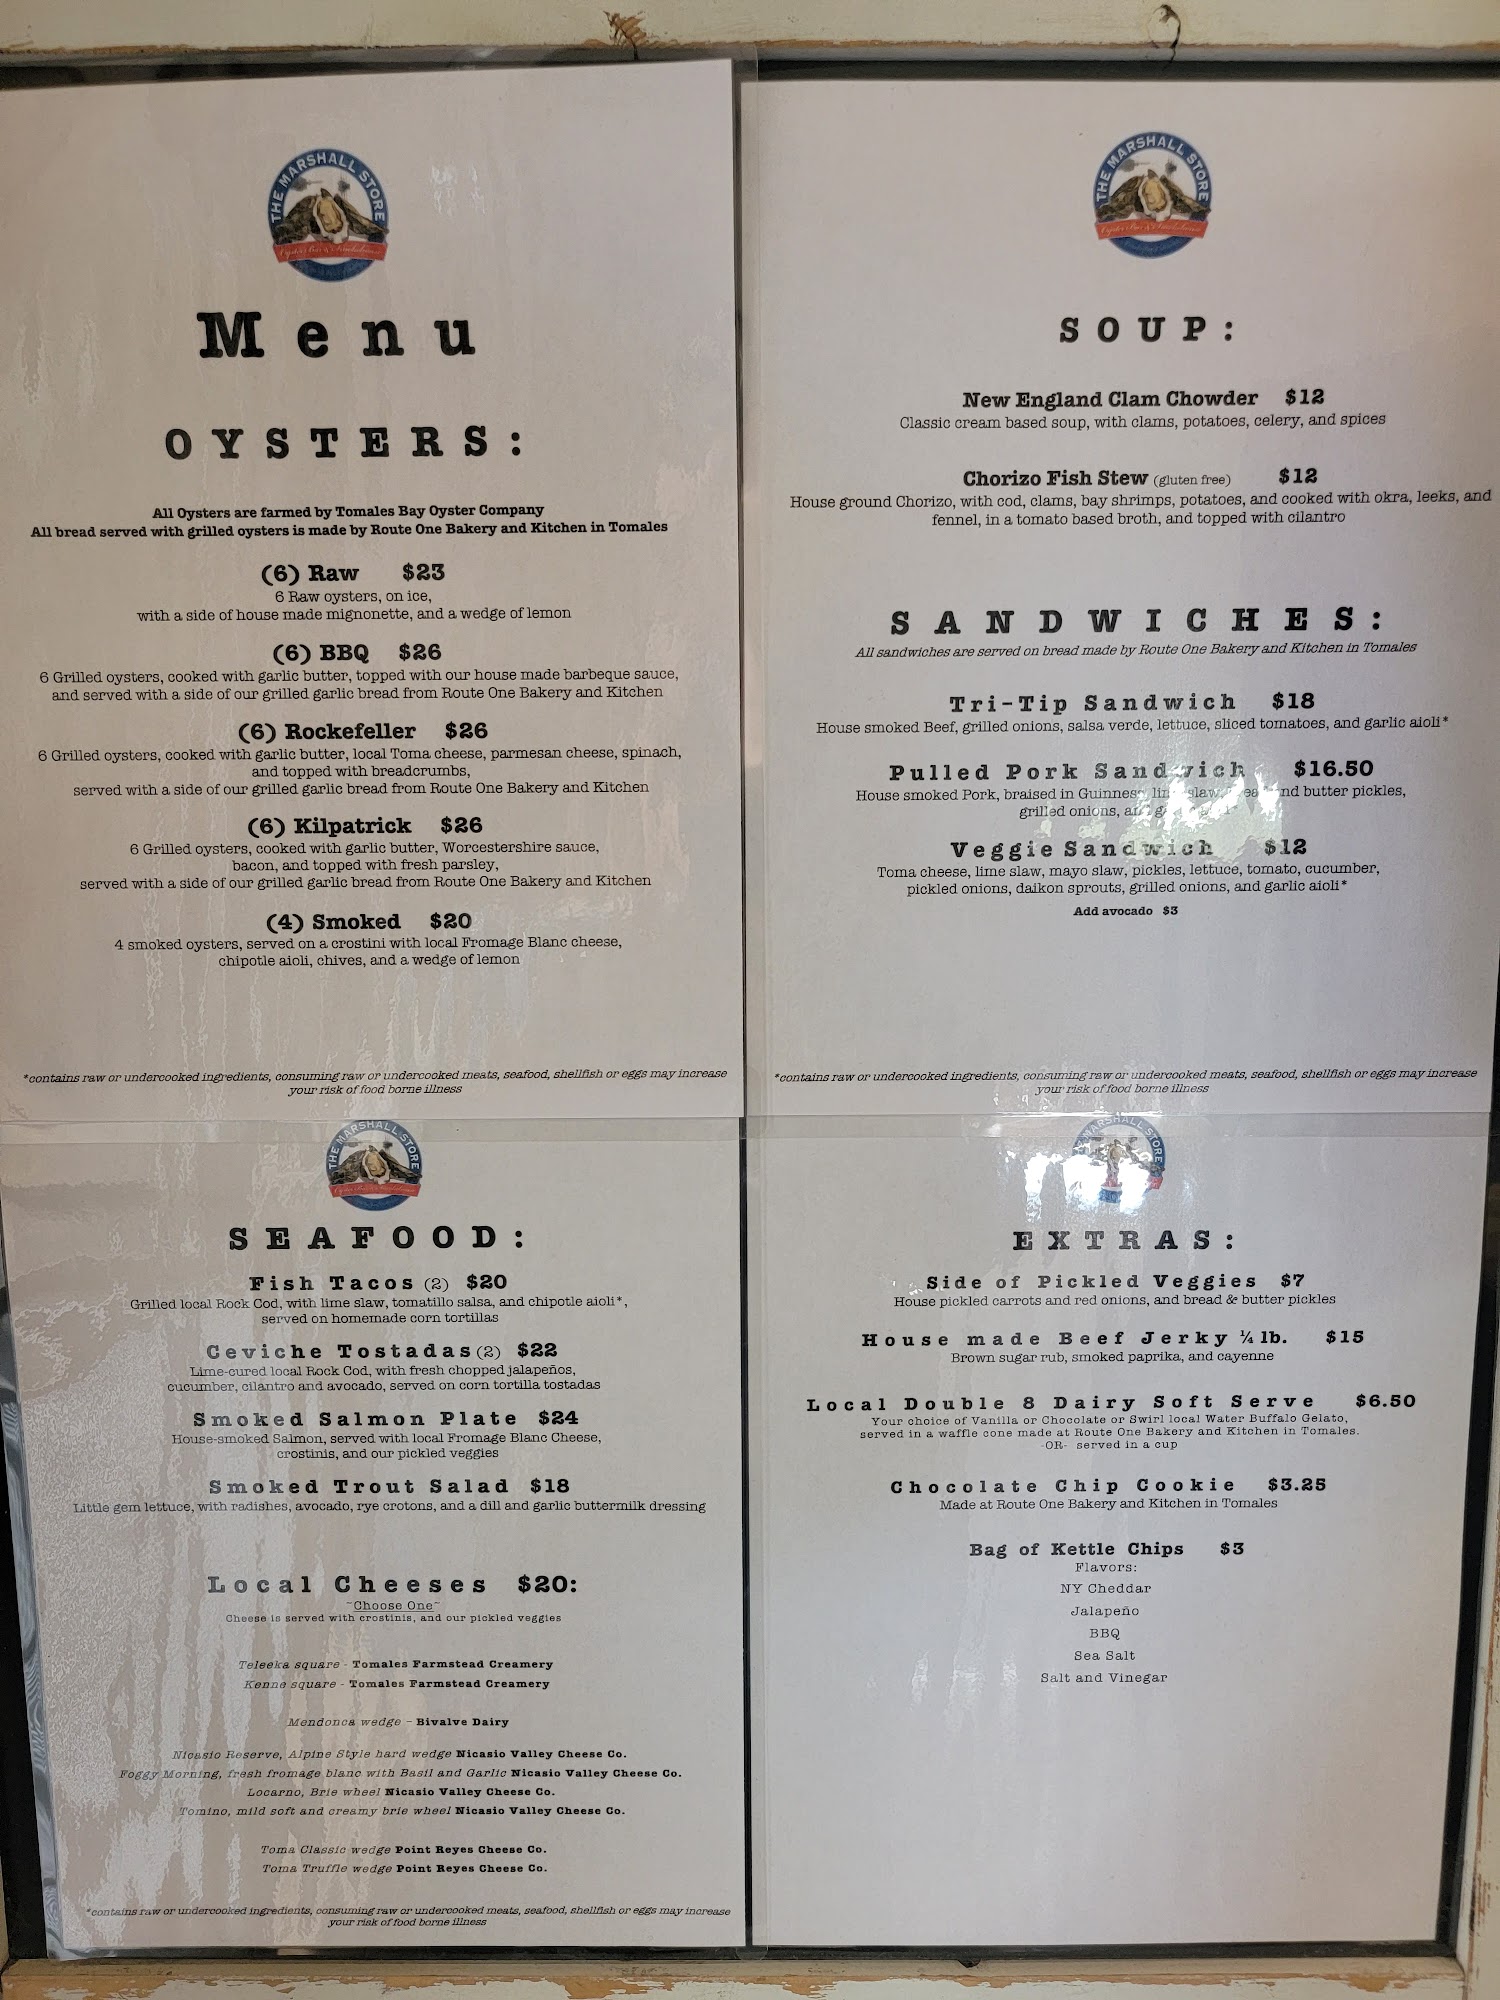 THE MARSHALL STORE
Menu
OYSTERS:
All Oysters are farmed by Tomales Bay Oyster Company
All bread served with grilled oysters is made by Route One Bakery and Kitchen in Tomales
(6) Raw $23
6 Raw oysters, on ice,
with a side of house made mignonette, and a wedge of lemon
(6) BBQ $26
6 Grilled oysters, cooked with garlic butter, topped with our house made barbeque sauce,
and served with a side of our grilled garlic bread from Route One Bakery and Kitchen
(6) Rockefeller $26
6 Grilled oysters, cooked with garlic butter, local Toma cheese, parmesan cheese, spinach,
and topped with breadcrumbs,
served with a side of our grilled garlic bread from Route One Bakery and Kitchen
(6) Kilpatrick $26
6 Grilled oysters, cooked with garlic butter, Worcestershire sauce,
bacon, and topped with fresh parsley,
served with a side of our grilled garlic bread from Route One Bakery and Kitchen
(4) Smoked $20
4 smoked oysters, served on a crostini with local Fromage Blanc cheese,
chipotle aioli, chives, and a wedge of lemon
*contains raw or undercooked ingredients, consuming raw or undercooked meats, seafood, shellfish or eggs may increase
your risk of food borne illness
THE MARSHALL STORE
SOUP:
New England Clam Chowder $12
Classic cream based soup, with clams, potatoes, celery, and spices
Chorizo Fish Stew (gluten free) $12
House ground Chorizo, with cod, clams, bay shrimps, potatoes, and cooked with okra, leeks, and
fennel, in a tomato based broth, and topped with cilantro
SANDWICHES:
All sandwiches are served on bread made by Route One Bakery and Kitchen in Tomales
Tri-Tip Sandwich $18
House smoked Beef, grilled onions, salsa verde, lettuce, sliced tomatoes, and garlic aioli*
Pulled Pork Sandwich $16.50
House smoked Pork, braised in Guinness, slaw, and butter pickles,
grilled onions, and
Veggie Sandwich $12
Toma cheese, lime slaw, mayo slaw, pickles, lettuce, tomato, cucumber,
pickled onions, daikon sprouts, grilled onions, and garlic aioli*
Add avocado $3
*contains raw or undercooked ingredients, consuming raw or undercooked meats, seafood, shellfish or eggs may increase
your risk of food borne illness
THE MARSHALL STORE
SEAFOOD:
Fish Tacos (2) $20
Grilled local Rock Cod, with lime slaw, tomatillo salsa, and chipotle aioli*,
served on homemade corn tortillas
Ceviche Tostadas (2) $22
Lime-cured local Rock Cod, with fresh chopped jalapeños,
cucumber, cilantro and avocado, served on corn tortilla tostadas
Smoked Salmon Plate $24
House-smoked Salmon, served with local Fromage Blanc Cheese,
crostinis, and our pickled veggies
Smoked Trout Salad $18
Little gem lettuce, with radishes, avocado, rye crotons, and a dill and garlic buttermilk dressing
Local Cheeses $20:
~Choose One~
Cheese is served with crostinis, and our pickled veggies
Teleeka square - Tomales Farmstead Creamery
Kenne square - Tomales Farmstead Creamery
Mendonca wedge – Bivalve Dairy
Nicasio Reserve, Alpine Style hard wedge Nicasio Valley Cheese Co.
Foggy Morning, fresh fromage blanc with Basil and Garlic Nicasio Valley Cheese Co.
Locarno, Brie wheel Nicasio Valley Cheese Co.
Tomino, mild soft and creamy brie wheel Nicasio Valley Cheese Co.
Toma Classic wedge Point Reyes Cheese Co.
Toma Truffle wedge Point Reyes Cheese Co.
*contains raw or undercooked ingredients, consuming raw or undercooked meats, seafood, shellfish or eggs may increase
your risk of food borne illness
MARSHALL STORE
EXTRAS:
Side of Pickled Veggies $7
House pickled carrots and red onions, and bread & butter pickles
House made Beef Jerky ¼ lb. $15
Brown sugar rub, smoked paprika, and cayenne
Local Double 8 Dairy Soft Serve $6.50
Your choice of Vanilla or Chocolate or Swirl local Water Buffalo Gelato,
served in a waffle cone made at Route One Bakery and Kitchen in Tomales.
-OR- served in a cup
Chocolate Chip Cookie $3.25
Made at Route One Bakery and Kitchen in Tomales
Bag of Kettle Chips $3
Flavors:
NY Cheddar
Jalapeño
BBQ
Sea Salt
Salt and Vinegar